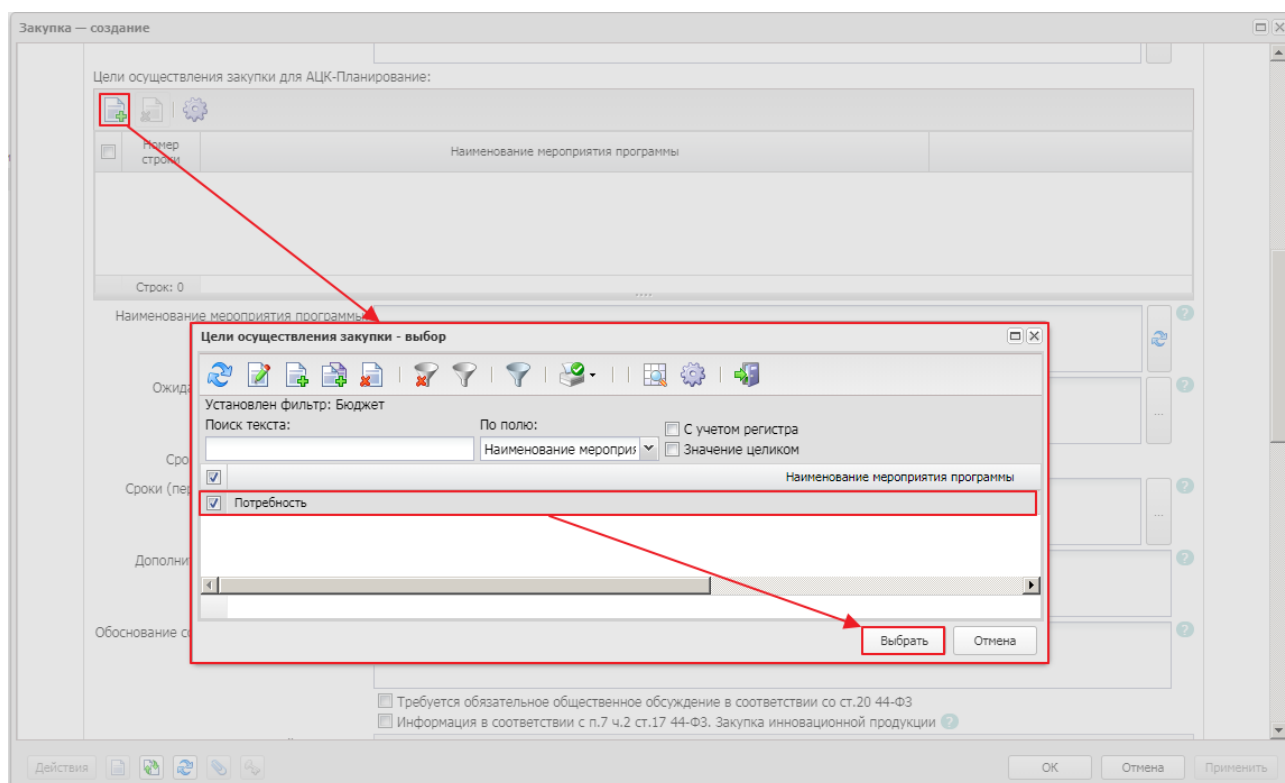 Закупка — создание
Цели осуществления закупки для АЦК-Планирование:
Номер строки
Наименование мероприятия программы
Строк: 0
Наименование мероприятия программы
Цели осуществления закупки - выбор
Установлен фильтр: Бюджет
Поиск текста:
По полю:
С учетом регистра
Наименование мероприя
Значение целиком
Наименование мероприятия программы
Потребность
Ожид
Сро
Сроки (пер
Дополни
Обоснование с
Выбрать
Отмена
Требуется обязательное общественное обсуждение в соответствии со ст.20 44-ФЗ
Информация в соответствии с п.7 ч.2 ст.17 44-ФЗ. Закупка инновационной продукции
Действия
ОК
Отмена
Применить